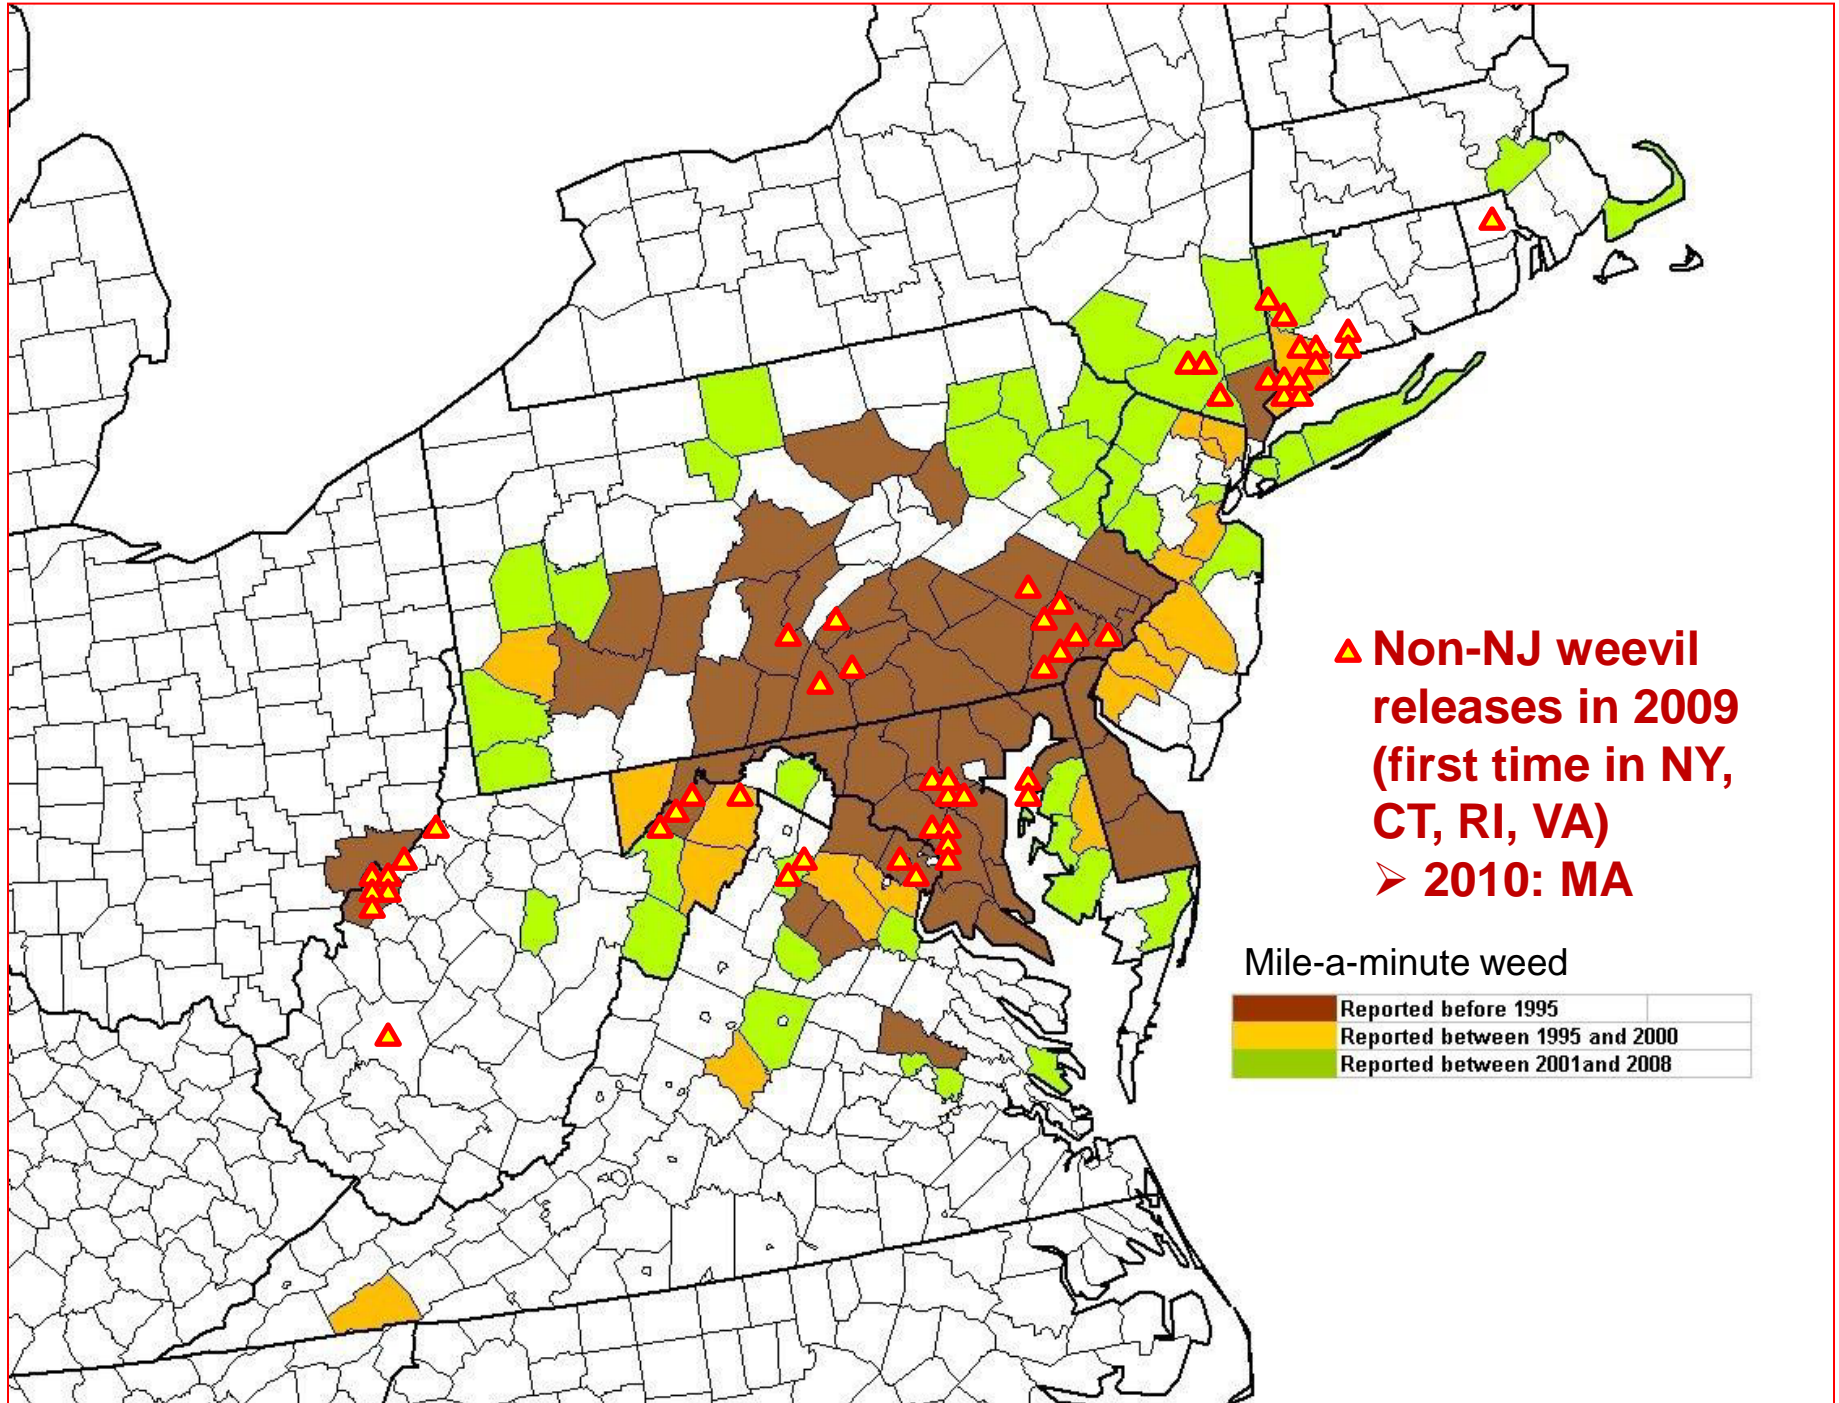 Non-NJ weevil
releases in 2009
(first time in NY,
CT, RI, VA)
➢ 2010: MA
Mile-a-minute weed
Reported before 1995
Reported between 1995 and 2000
Reported between 2001and 2008